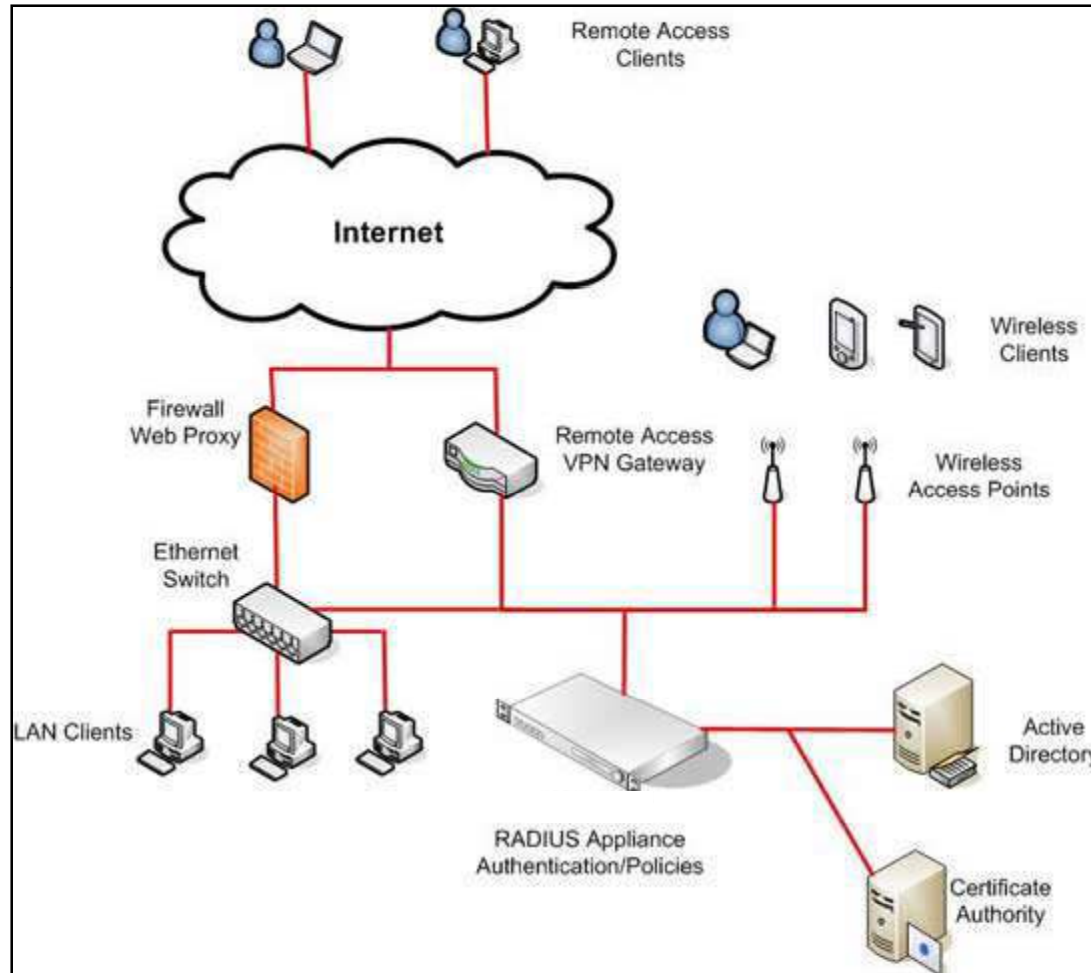 Remote Access
Clients
Internet
Wireless
Clients
Firewall
Web Proxy
Remote Access
VPN Gateway
Wireless
Access Points
Ethernet
Switch
LAN Clients
Active
Directory
RADIUS Appliance
Authentication/Policies
Certificate
Authority